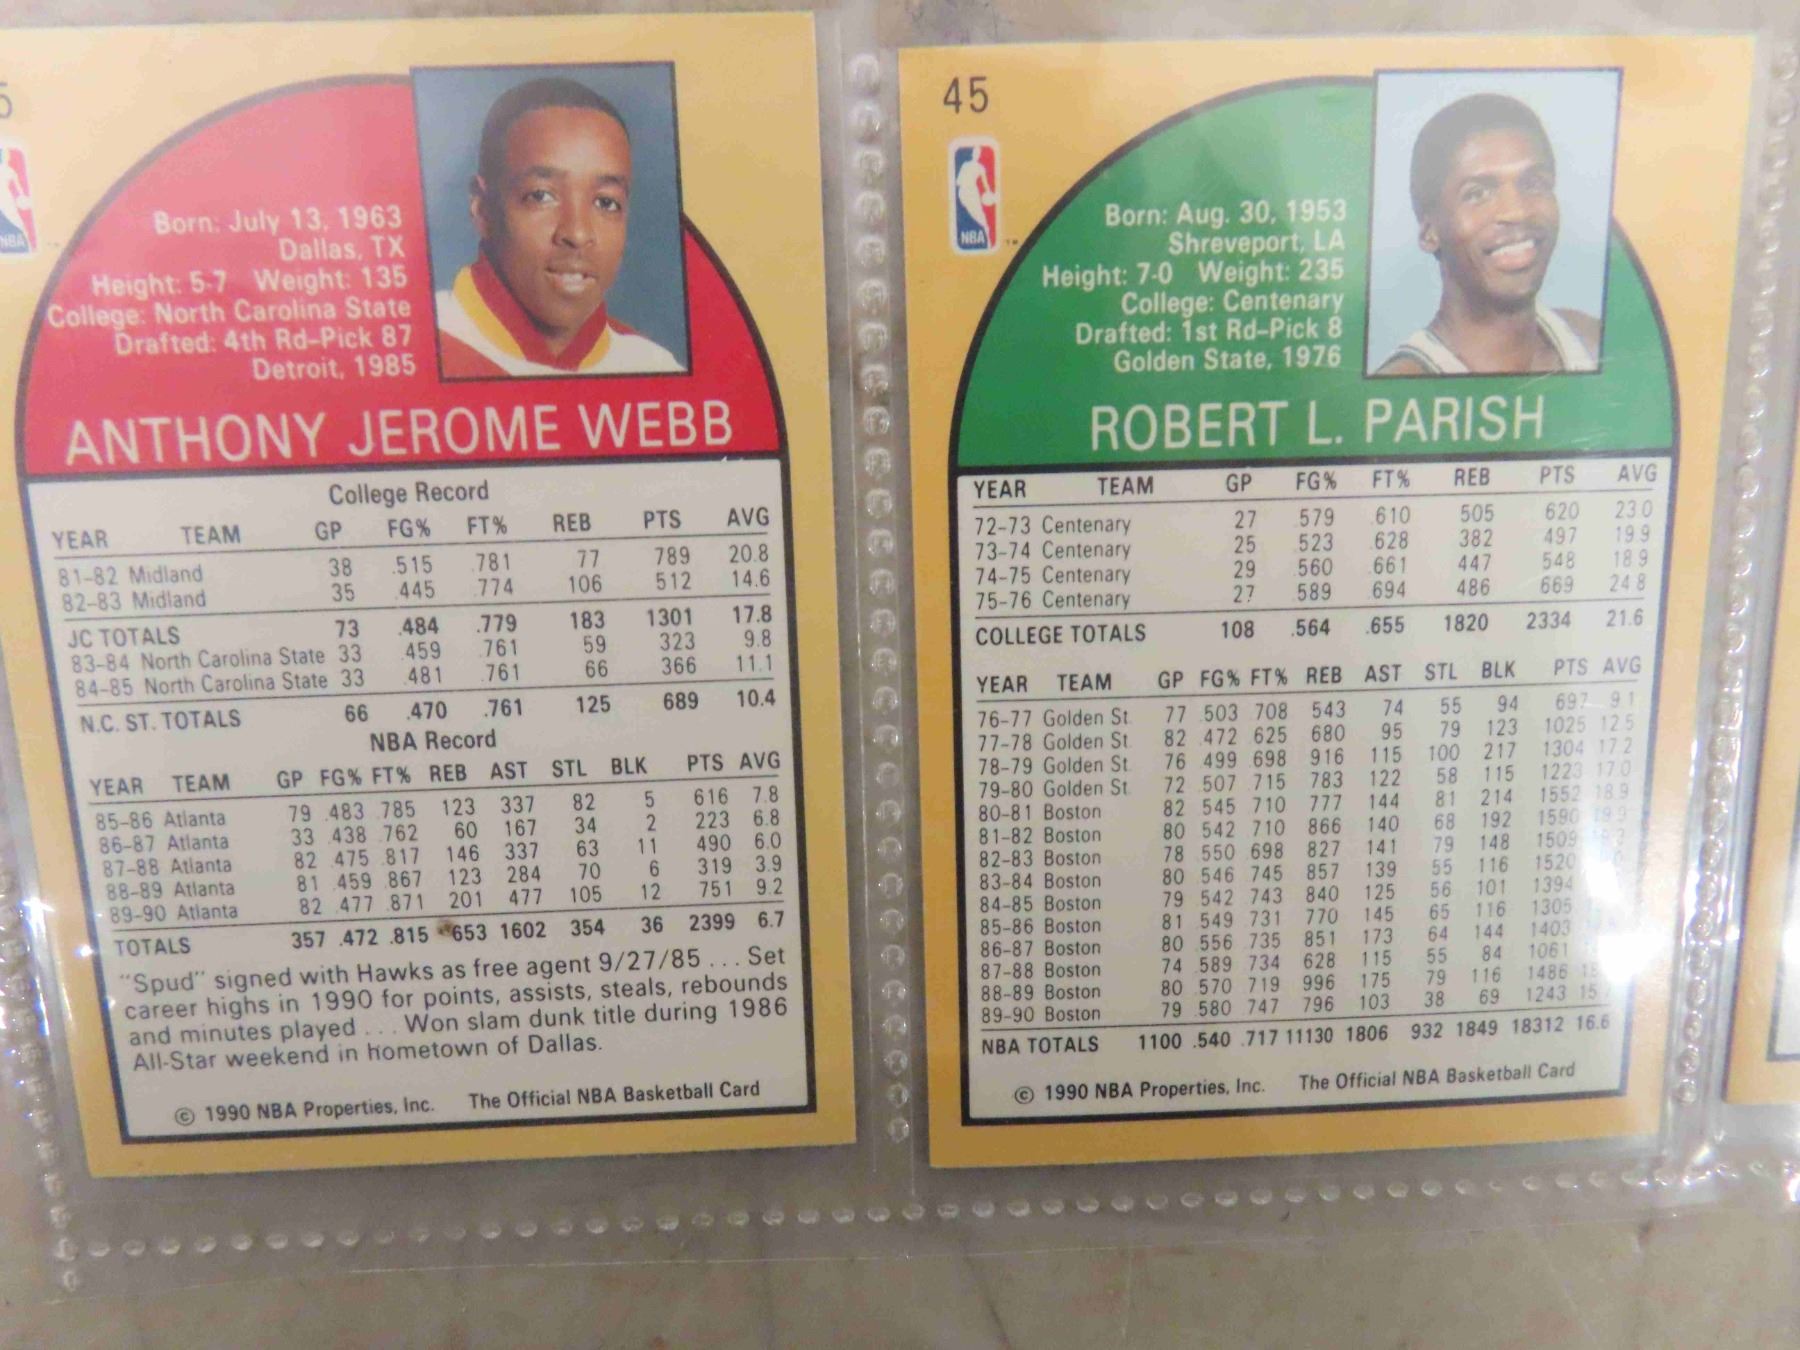 5
NBA
Born: July 13, 1963
Dallas, TX
Height: 5-7 Weight: 135
College: North Carolina State
Drafted: 4th Rd-Pick 87
Detroit, 1985
ANTHONY JEROME WEBB
College Record
YEAR TEAM GP FG% FT% REB PTS AVG
81-82 Midland 38 .515 .781 77 789 20.8
82-83 Midland 35 .445 .774 106 512 14.6
JC TOTALS 73 .484 .779 183 1301 17.8
83-84 North Carolina State 33 .459 .761 59 323 9.8
84-85 North Carolina State 33 .481 .761 66 366 11.1
N.C. ST. TOTALS 66 .470 .761 125 689 10.4
NBA Record
YEAR TEAM GP FG% FT% REB AST STL BLK PTS AVG
85-86 Atlanta 79 .483 .785 123 337 82 5 616 7.8
86-87 Atlanta 33 .438 .762 60 167 34 2 223 6.8
87-88 Atlanta 82 .475 .817 146 337 63 11 490 6.0
88-89 Atlanta 81 .459 .867 123 284 70 6 319 3.9
89-90 Atlanta 82 .477 .871 201 477 105 12 751 9.2
TOTALS 357 .472 .815 653 1602 354 36 2399 6.7
"Spud" signed with Hawks as free agent 9/27/85 ... Set
career highs in 1990 for points, assists, steals, rebounds
and minutes played ... Won slam dunk title during 1986
All-Star weekend in hometown of Dallas.
© 1990 NBA Properties, Inc. The Official NBA Basketball Card
45
NBA
™
Born: Aug. 30, 1953
Shreveport, LA
Height: 7-0 Weight: 235
College: Centenary
Drafted: 1st Rd-Pick 8
Golden State, 1976
ROBERT L. PARISH
YEAR TEAM GP FG% FT% REB PTS AVG
72-73 Centenary 27 .579 .610 505 620 23.0
73-74 Centenary 25 .523 .628 382 497 19.9
74-75 Centenary 29 .560 .661 447 548 18.9
75-76 Centenary 27 .589 .694 486 669 24.8
COLLEGE TOTALS 108 .564 .655 1820 2334 21.6
YEAR TEAM GP FG% FT% REB AST STL BLK PTS AVG
76-77 Golden St. 77 .503 .708 543 74 55 94 697 9.1
77-78 Golden St. 82 .472 .625 680 95 79 123 1025 12.5
78-79 Golden St. 76 .499 .698 916 115 100 217 1304 17.2
79-80 Golden St. 72 .507 .715 783 122 58 115 1223 17.0
80-81 Boston 82 .545 .710 777 144 81 214 1552 18.9
81-82 Boston 80 .542 .710 866 140 68 192 1590 19.9
82-83 Boston 78 .550 .698 827 141 79 148 1509
83-84 Boston 80 .546 .745 857 139 55 116 1520
84-85 Boston 79 .542 .743 840 125 56 101 1394
85-86 Boston 81 .549 .731 770 145 65 116 1305
86-87 Boston 80 .556 .735 851 173 64 144 1403
87-88 Boston 74 .589 .734 628 115 55 84 1061
88-89 Boston 80 .570 .719 996 175 79 116 1486
89-90 Boston 79 .580 .747 796 103 38 69 1243
NBA TOTALS 1100 .540 .717 11130 1806 932 1849 18312 16.6
© 1990 NBA Properties, Inc. The Official NBA Basketball Card